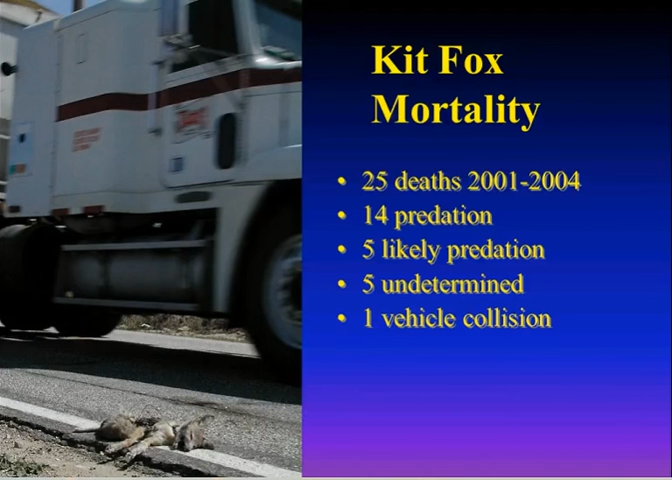 Kit Fox
Mortality
• 25 deaths 2001-2004
• 14 predation
• 5 likely predation
• 5 undetermined
• 1 vehicle collision